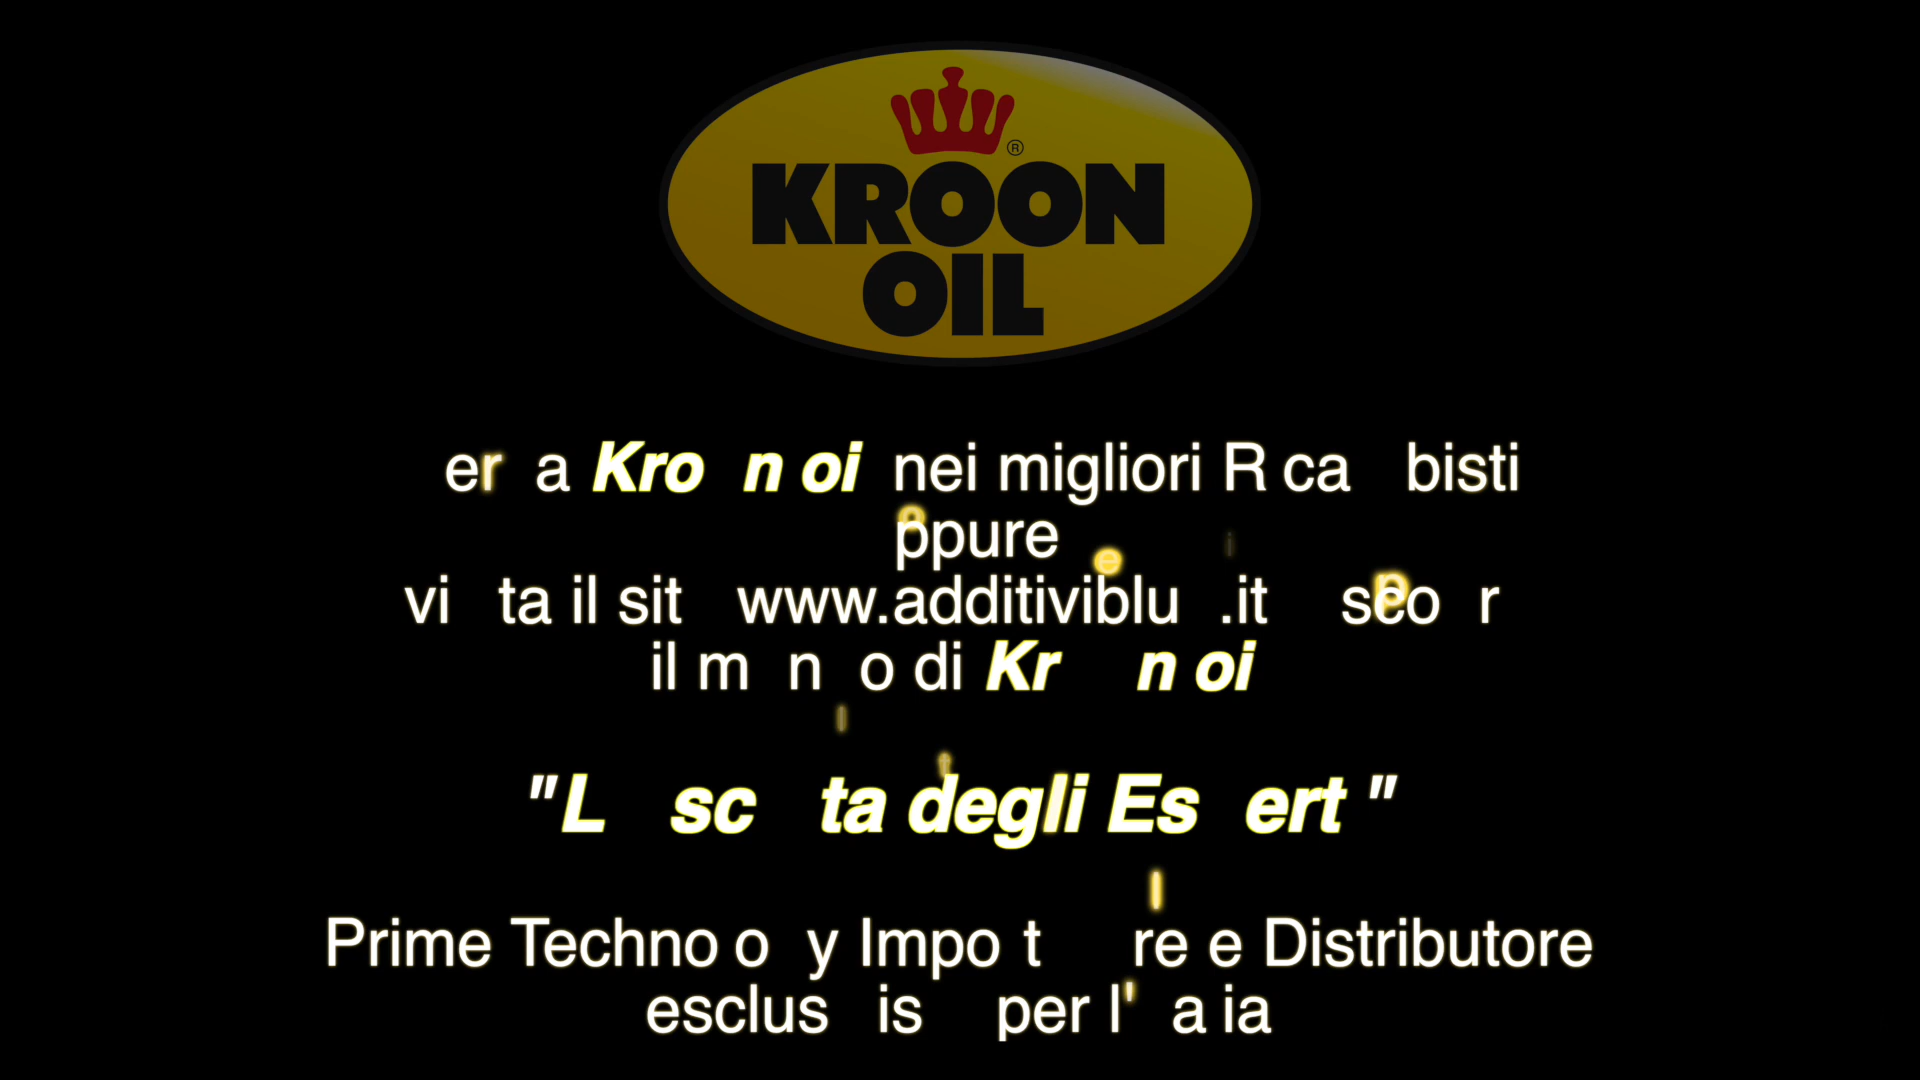 KROON
OIL
®
er a Kro n oi nei migliori R ca bisti
oppure
vi ta il sit www.additiviblu .it sco r
il m n o di Kr n oi
"L sc ta degli Es ert "
Prime Techno o y Impo t re e Distributore
esclus is per l' a ia